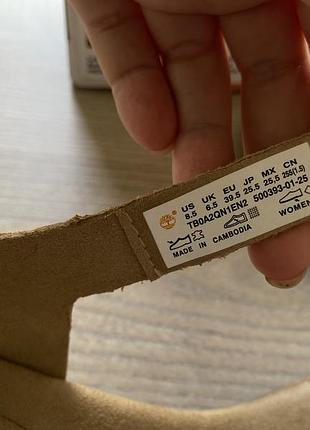 US UK EU JP MX CN
8.5 6.5 39.5 25.5 25.5 255(1.5)
TB0A2QN1EN2 500393-01-25
WOMEN
MADE IN CAMBODIA